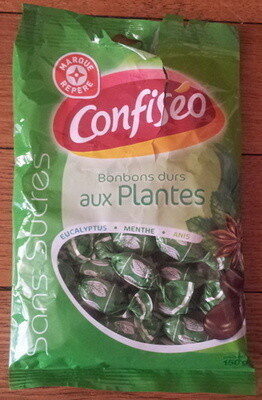 MARQUE
REPÈRE
Confiséo
Bonbons durs
aux Plantes
EUCALYPTUS • MENTHE • ANIS
sans sucres